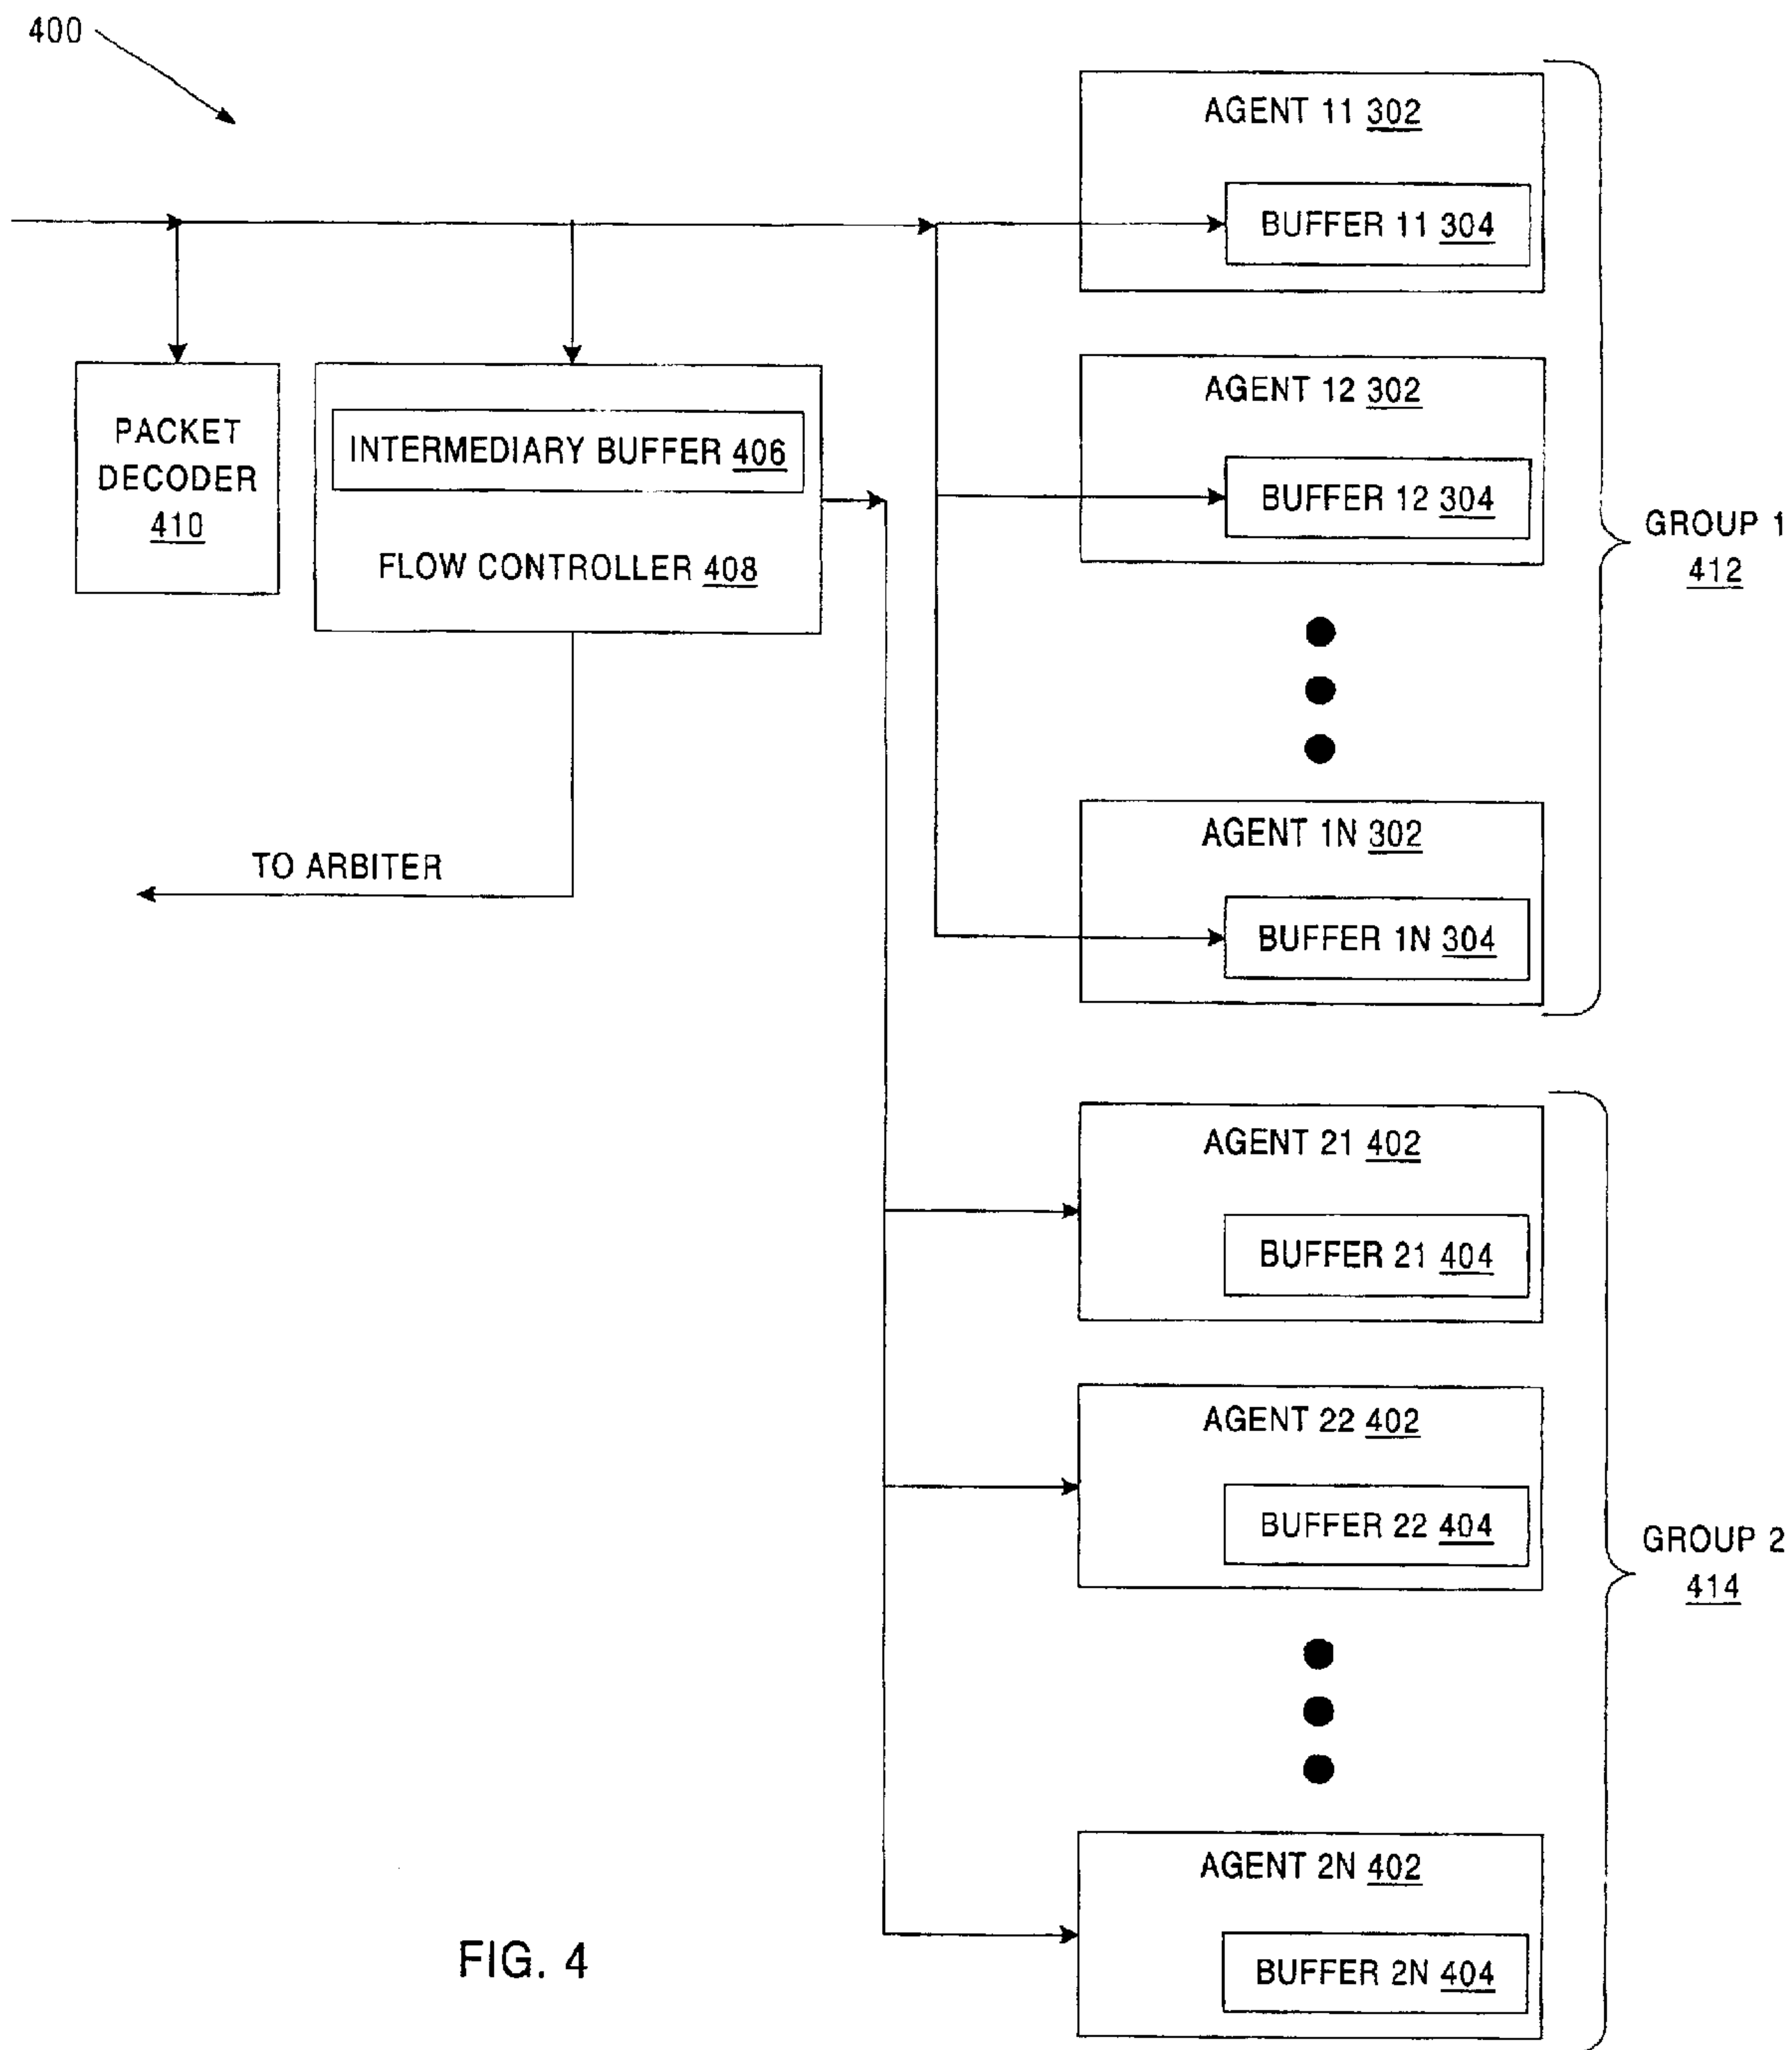 400
AGENT 11 302
BUFFER 11 304
AGENT 12 302
BUFFER 12 304
PACKET
DECODER
410
INTERMEDIARY BUFFER 406
FLOW CONTROLLER 408
GROUP 1
412
TO ARBITER
AGENT 1N 302
BUFFER 1N 304
AGENT 21 402
BUFFER 21 404
AGENT 22 402
BUFFER 22 404
GROUP 2
414
AGENT 2N 402
BUFFER 2N 404
FIG. 4